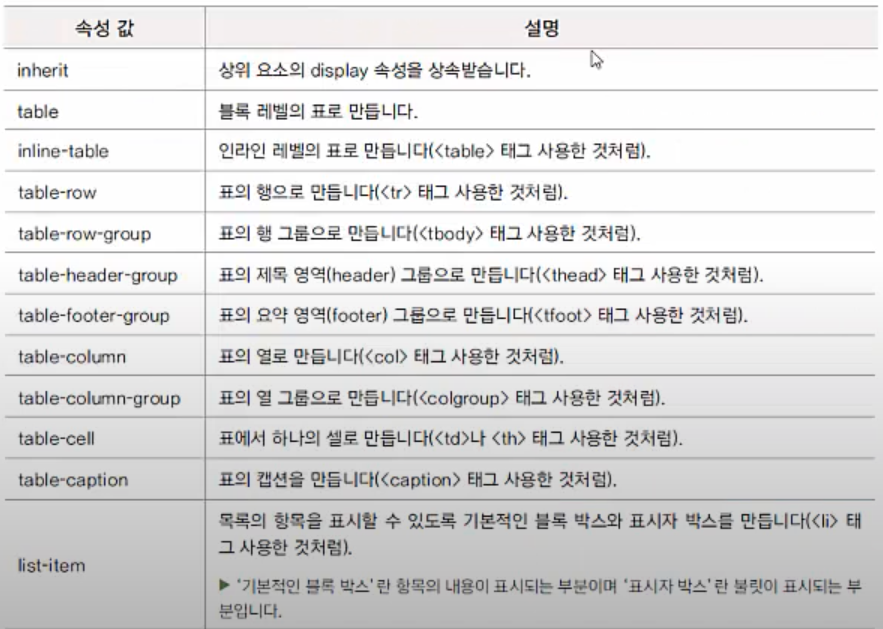 속성 값 설명
inherit 상위 요소의 display 속성을 상속받습니다.
table 블록 레벨의 표로 만듭니다.
inline-table 인라인 레벨의 표로 만듭니다(<table> 태그 사용한 것처럼).
table-row 표의 행으로 만듭니다(<tr> 태그 사용한 것처럼).
table-row-group 표의 행 그룹으로 만듭니다(<tbody> 태그 사용한 것처럼).
table-header-group 표의 제목 영역(header) 그룹으로 만듭니다(<thead> 태그 사용한 것처럼).
table-footer-group 표의 요약 영역(footer) 그룹으로 만듭니다(<tfoot> 태그 사용한 것처럼).
table-column 표의 열로 만듭니다(<col> 태그 사용한 것처럼).
table-column-group 표의 열 그룹으로 만듭니다(<colgroup> 태그 사용한 것처럼).
table-cell 표에서 하나의 셀로 만듭니다(<td>나 <th> 태그 사용한 것처럼).
table-caption 표의 캡션을 만듭니다(<caption> 태그 사용한 것처럼).
list-item
목록의 항목을 표시할 수 있도록 기본적인 블록 박스와 표시자 박스를 만듭니다(<li> 태
그 사용한 것처럼).
▶ '기본적인 블록 박스'란 항목의 내용이 표시되는 부분이며 '표시자 박스'란 불릿이 표시되는 부
분입니다.